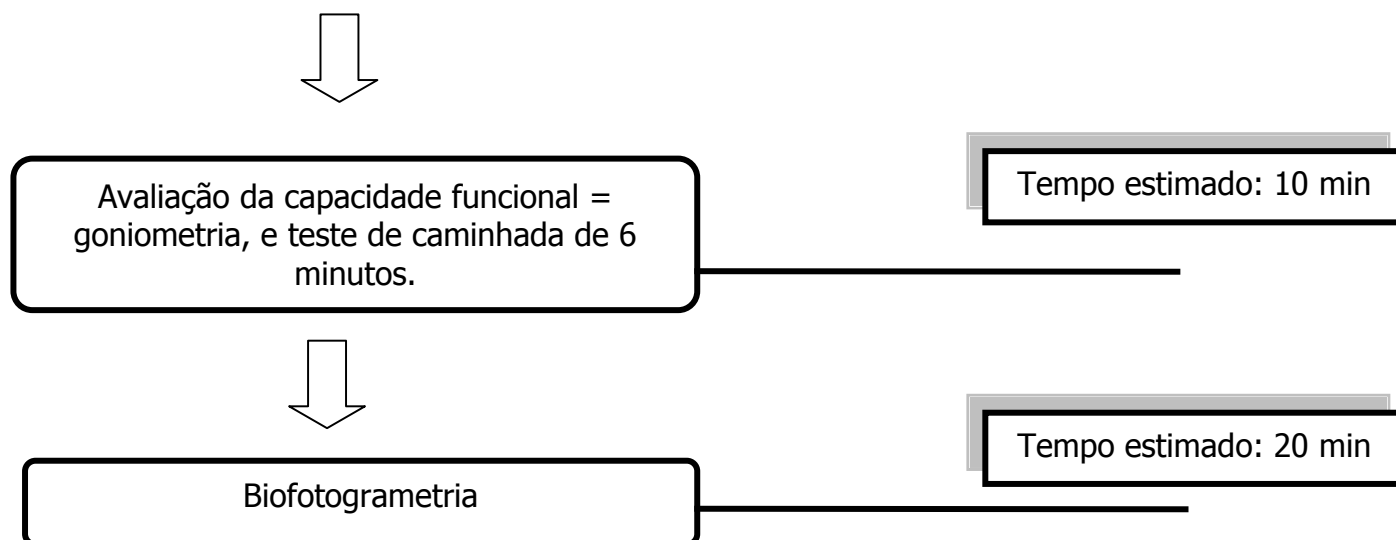 Avaliação da capacidade funcional =
goniometria, e teste de caminhada de 6
minutos.
Tempo estimado: 10 min
Biofotogrametria
Tempo estimado: 20 min